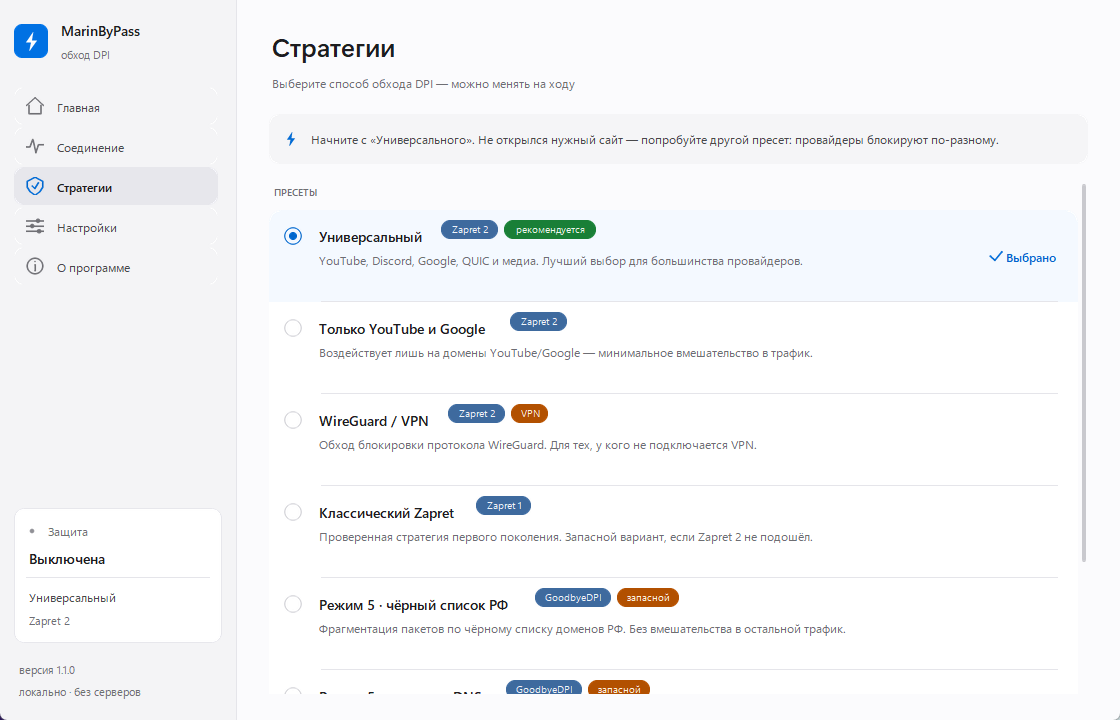 MarinByPass
обход DPI
Главная
Соединение
Стратегии
Настройки
О программе
Защита
Выключена
Универсальный
Zapret 2
версия 1.1.0
локально · без серверов
Стратегии
Выберите способ обхода DPI — можно менять на ходу
Начните с «Универсального». Не открылся нужный сайт — попробуйте другой пресет: провайдеры блокируют по-разному.
ПРЕСЕТЫ
Универсальный Zapret 2 рекомендуется
YouTube, Discord, Google, QUIC и медиа. Лучший выбор для большинства провайдеров.
Выбрано
Только YouTube и Google Zapret 2
Воздействует лишь на домены YouTube/Google — минимальное вмешательство в трафик.
WireGuard / VPN Zapret 2 VPN
Обход блокировки протокола WireGuard. Для тех, у кого не подключается VPN.
Классический Zapret Zapret 1
Проверенная стратегия первого поколения. Запасной вариант, если Zapret 2 не подошёл.
Режим 5 · чёрный список РФ GoodbyeDPI запасной
Фрагментация пакетов по чёрному списку доменов РФ. Без вмешательства в остальной трафик.
GoodbyeDPI запасной